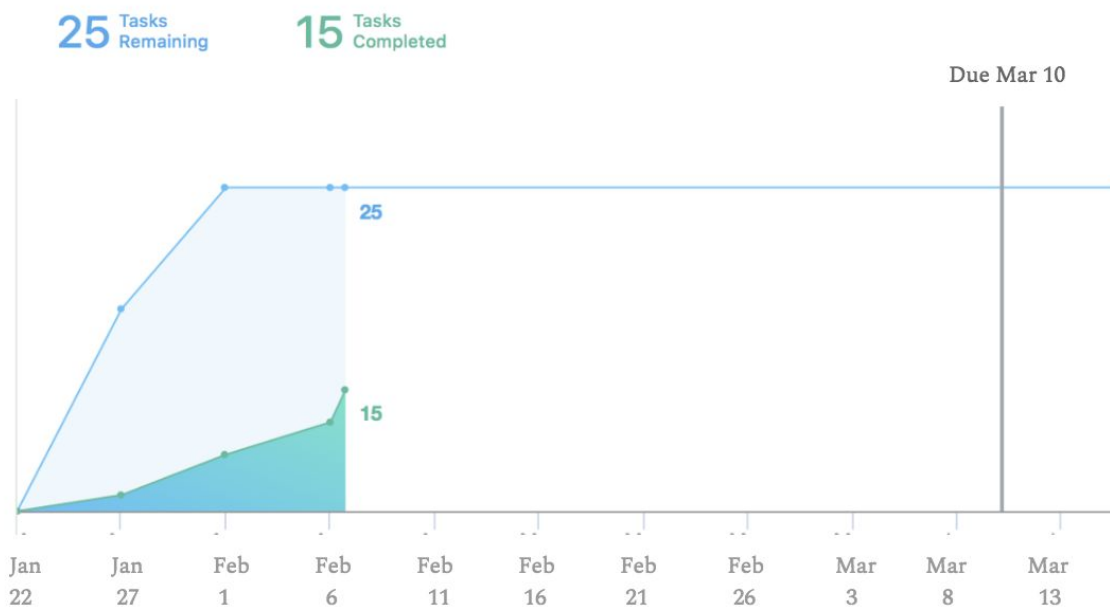 25 Tasks Remaining
15 Tasks Completed
Due Mar 10
25
15
Jan 22
Jan 27
Feb 1
Feb 6
Feb 11
Feb 16
Feb 21
Feb 26
Mar 3
Mar 8
Mar 13